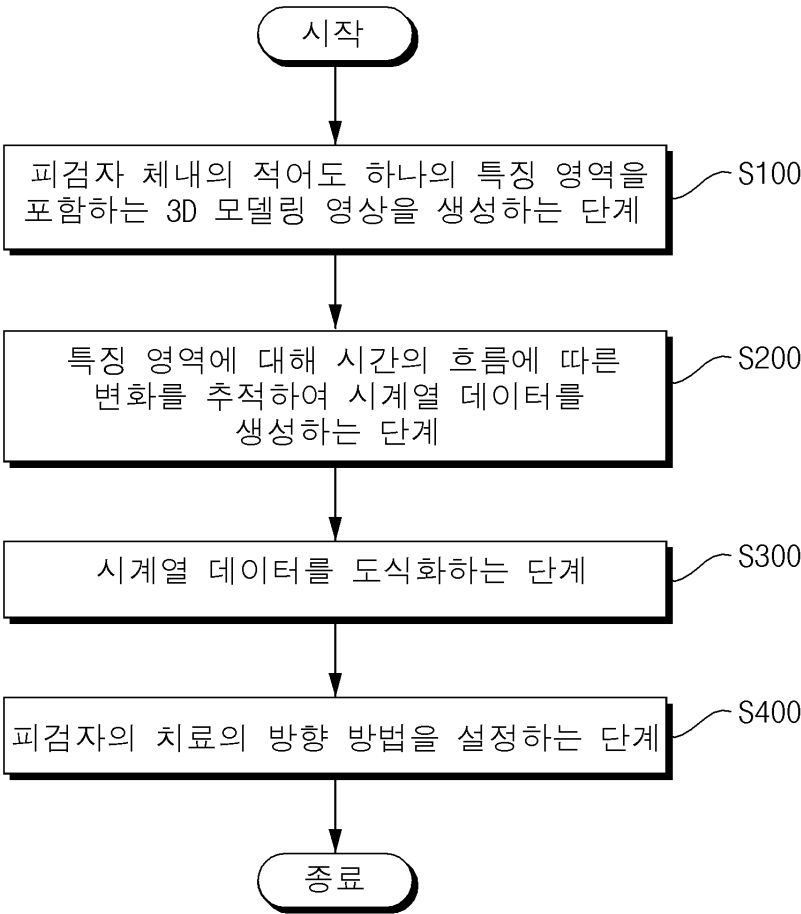 시작
피검자 체내의 적어도 하나의 특징 영역을
포함하는 3D 모델링 영상을 생성하는 단계
S100
특징 영역에 대해 시간의 흐름에 따른
변화를 추적하여 시계열 데이터를
생성하는 단계
S200
시계열 데이터를 도식화하는 단계
S300
피검자의 치료의 방향 방법을 설정하는 단계
S400
종료